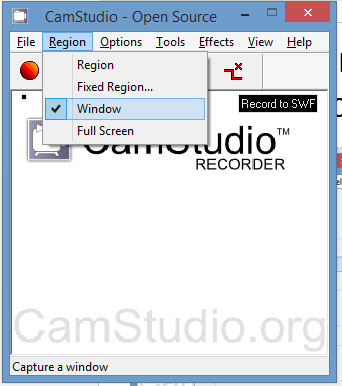 CamStudio - Open Source
File Region Options Tools Effects View Help
Region
Fixed Region...
Window
Full Screen
Record to SWF
CamStudio™
RECORDER
CamStudio.org
Capture a window